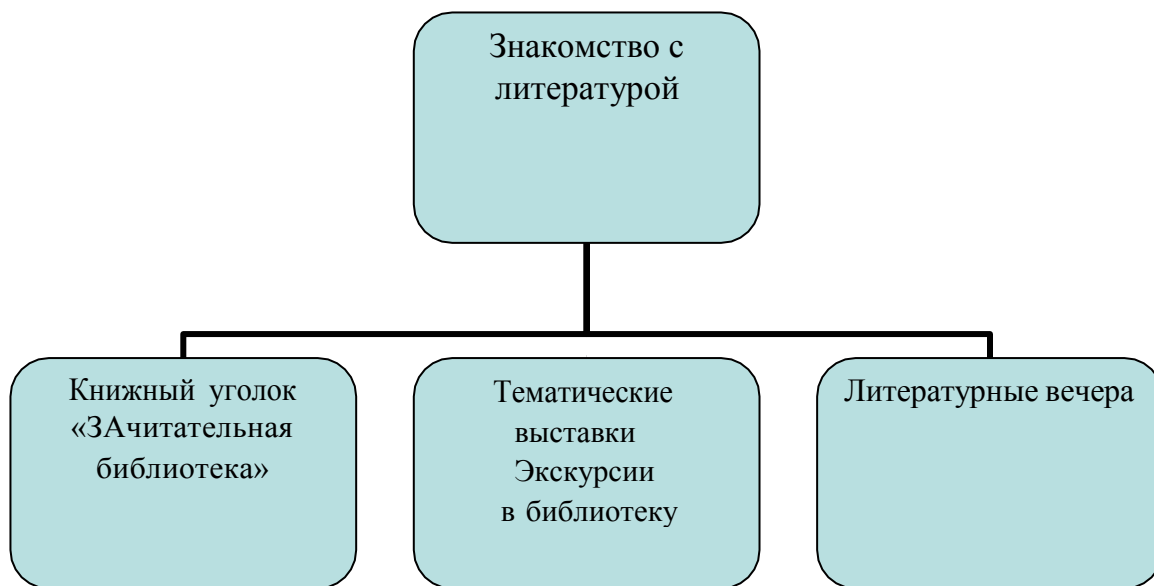 Знакомство с
литературой
Книжный уголок
«ЗАчитательная
библиотека»
Тематические
выставки
Экскурсии
в библиотеку
Литературные вечера